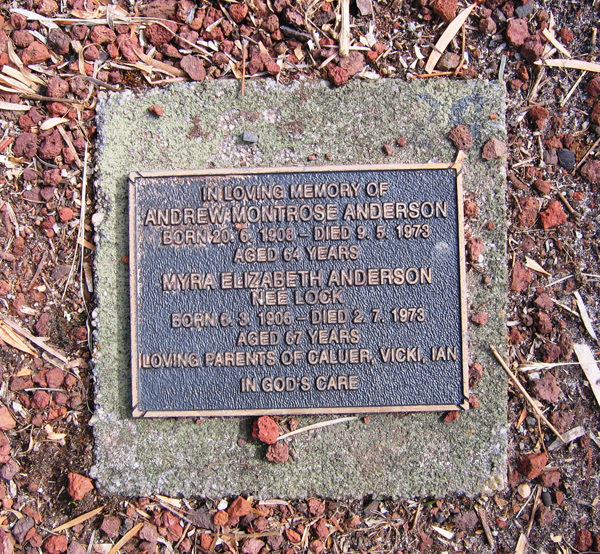 IN LOVING MEMORY OF
ANDREW MONTROSE ANDERSON
BORN 20. 6. 1908 – DIED 9. 5. 1973
AGED 64 YEARS
MYRA ELIZABETH ANDERSON
NEE LOCK
BORN 6. 3. 1906 – DIED 2. 7. 1973
AGED 67 YEARS
LOVING PARENTS OF CALUER, VICKI, IAN
IN GOD'S CARE